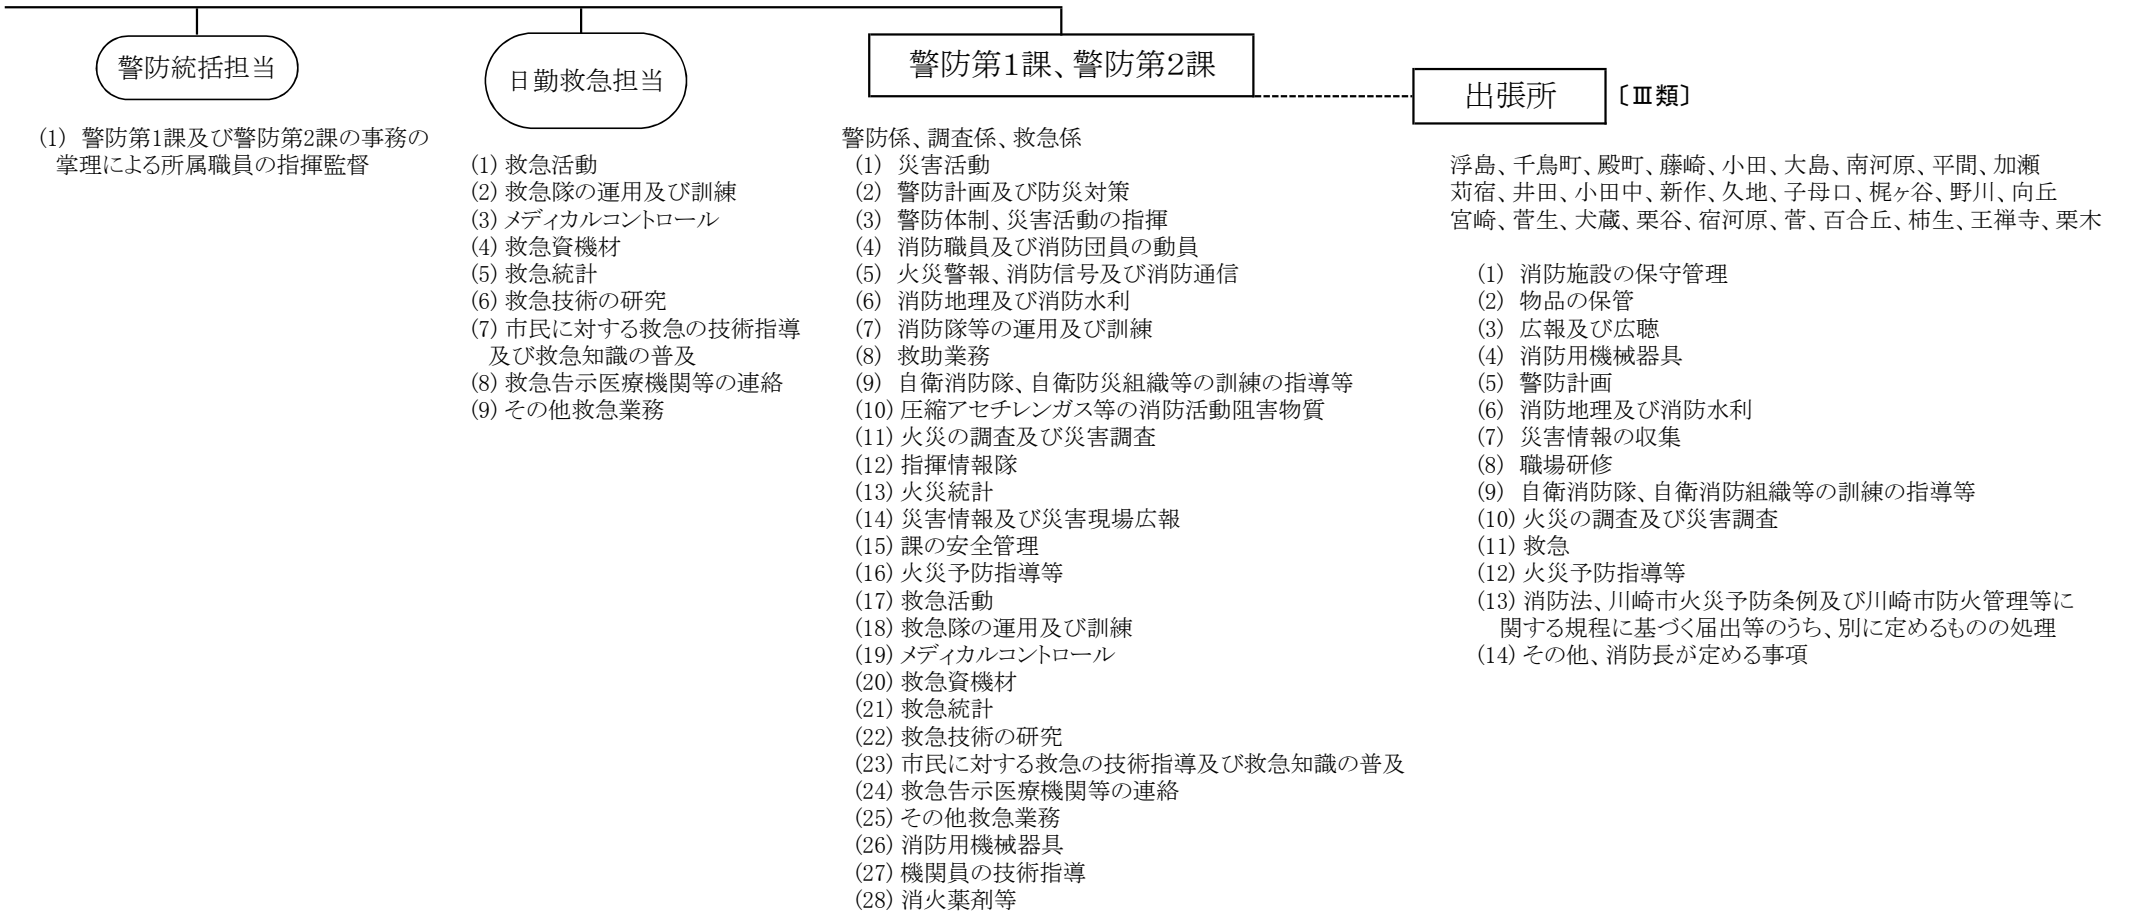 警防統括担当
(1) 警防第1課及び警防第2課の事務の
掌理による所属職員の指揮監督
日勤救急担当
(1) 救急活動
(2) 救急隊の運用及び訓練
(3) メディカルコントロール
(4) 救急資機材
(5) 救急統計
(6) 救急技術の研究
(7) 市民に対する救急の技術指導
及び救急知識の普及
(8) 救急告示医療機関等の連絡
(9) その他救急業務
警防第1課、警防第2課
警防係、調査係、救急係
(1) 災害活動
(2) 警防計画及び防災対策
(3) 警防体制、災害活動の指揮
(4) 消防職員及び消防団員の動員
(5) 火災警報、消防信号及び消防通信
(6) 消防地理及び消防水利
(7) 消防隊等の運用及び訓練
(8) 救助業務
(9) 自衛消防隊、自衛防災組織等の訓練の指導等
(10) 圧縮アセチレンガス等の消防活動阻害物質
(11) 火災の調査及び災害調査
(12) 指揮情報隊
(13) 火災統計
(14) 災害情報及び災害現場広報
(15) 課の安全管理
(16) 火災予防指導等
(17) 救急活動
(18) 救急隊の運用及び訓練
(19) メディカルコントロール
(20) 救急資機材
(21) 救急統計
(22) 救急技術の研究
(23) 市民に対する救急の技術指導及び救急知識の普及
(24) 救急告示医療機関等の連絡
(25) その他救急業務
(26) 消防用機械器具
(27) 機関員の技術指導
(28) 消火薬剤等
出張所 〔Ⅲ類〕
浮島、千鳥町、殿町、藤崎、小田、大島、南河原、平間、加瀬
苅宿、井田、小田中、新作、久地、子母口、梶ヶ谷、野川、向丘
宮崎、菅生、犬蔵、栗谷、宿河原、菅、百合丘、柿生、王禅寺、栗木
(1) 消防施設の保守管理
(2) 物品の保管
(3) 広報及び広聴
(4) 消防用機械器具
(5) 警防計画
(6) 消防地理及び消防水利
(7) 災害情報の収集
(8) 職場研修
(9) 自衛消防隊、自衛消防組織等の訓練の指導等
(10) 火災の調査及び災害調査
(11) 救急
(12) 火災予防指導等
(13) 消防法、川崎市火災予防条例及び川崎市防火管理等に
関する規程に基づく届出等のうち、別に定めるものの処理
(14) その他、消防長が定める事項